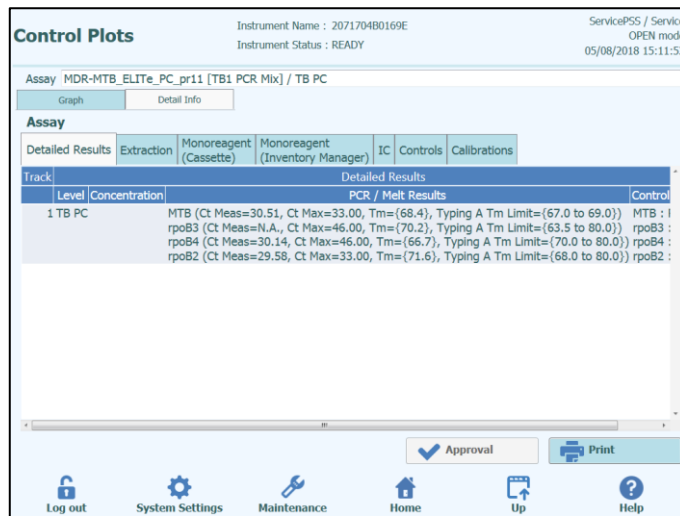 Control Plots
Instrument Name : 2071704B0169E
Instrument Status : READY
ServicePSS / Service
OPEN mode
05/08/2018 15:11:5
Assay MDR-MTB_ELITe_PC_pr11 [TB1 PCR Mix] / TB PC
Graph Detail Info
Assay
Detailed Results Extraction Monoreagent (Cassette) Monoreagent (Inventory Manager) IC Controls Calibrations
Track Detailed Results
Level Concentration PCR / Melt Results Control
1 TB PC MTB (Ct Meas=30.51, Ct Max=33.00, Tm={68.4}, Typing A Tm Limit={67.0 to 69.0}) MTB :
rpoB3 (Ct Meas=N.A., Ct Max=46.00, Tm={70.2}, Typing A Tm Limit={63.5 to 80.0}) rpoB3 :
rpoB4 (Ct Meas=30.14, Ct Max=46.00, Tm={66.7}, Typing A Tm Limit={70.0 to 80.0}) rpoB4 :
rpoB2 (Ct Meas=29.58, Ct Max=33.00, Tm={71.6}, Typing A Tm Limit={68.0 to 80.0}) rpoB2 :
Approval Print
Log out System Settings Maintenance Home Up Help